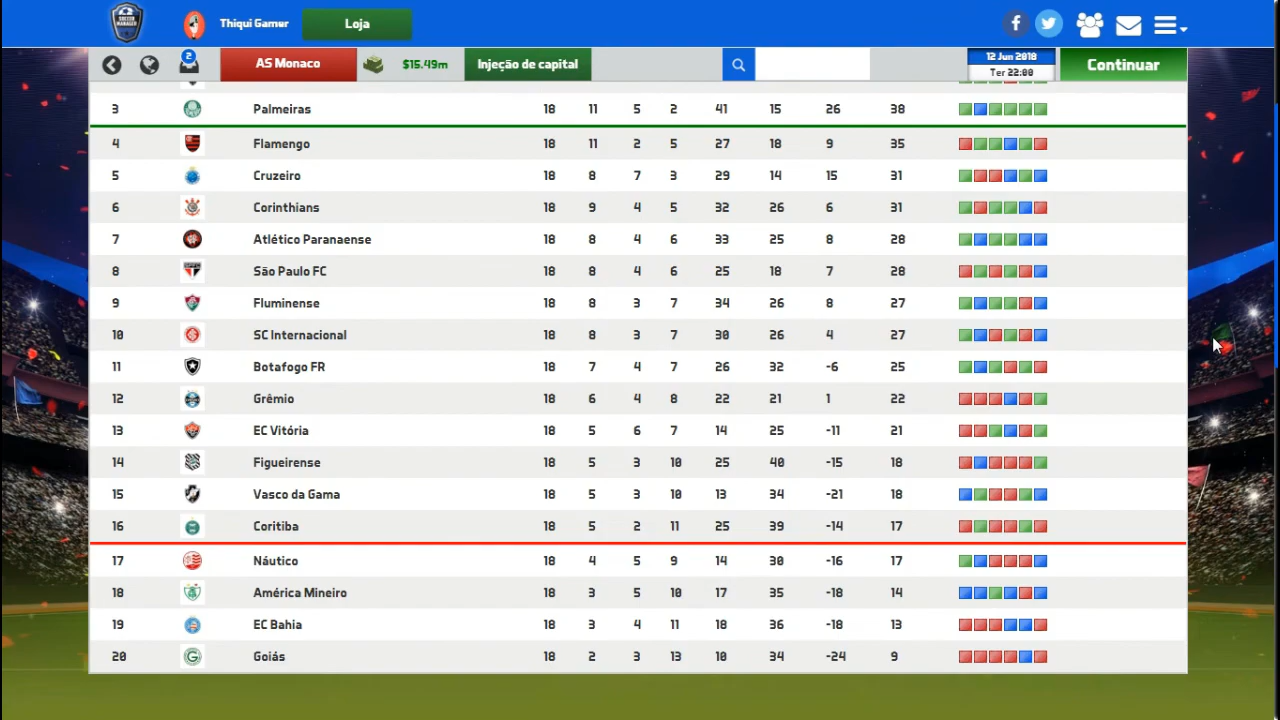 SOCCER MANAGER
Thiqui Gamer
Loja
2
AS Monaco
$15.49m
Injeção de capital
12 Jun 2018
Ter 22:00
Continuar
3 Palmeiras 18 11 5 2 41 15 26 38
4 Flamengo 18 11 2 5 27 18 9 35
5 Cruzeiro 18 8 7 3 29 14 15 31
6 Corinthians 18 9 4 5 32 26 6 31
7 Atlético Paranaense 18 8 4 6 33 25 8 28
8 São Paulo FC 18 8 4 6 25 18 7 28
9 Fluminense 18 8 3 7 34 26 8 27
10 SC Internacional 18 8 3 7 30 26 4 27
11 Botafogo FR 18 7 4 7 26 32 -6 25
12 Grêmio 18 6 4 8 22 21 1 22
13 EC Vitória 18 5 6 7 14 25 -11 21
14 Figueirense 18 5 3 10 25 40 -15 18
15 Vasco da Gama 18 5 3 10 13 34 -21 18
16 Coritiba 18 5 2 11 25 39 -14 17
17 Náutico 18 4 5 9 14 30 -16 17
18 América Mineiro 18 3 5 10 17 35 -18 14
19 EC Bahia 18 3 4 11 18 36 -18 13
20 Goiás 18 2 3 13 10 34 -24 9